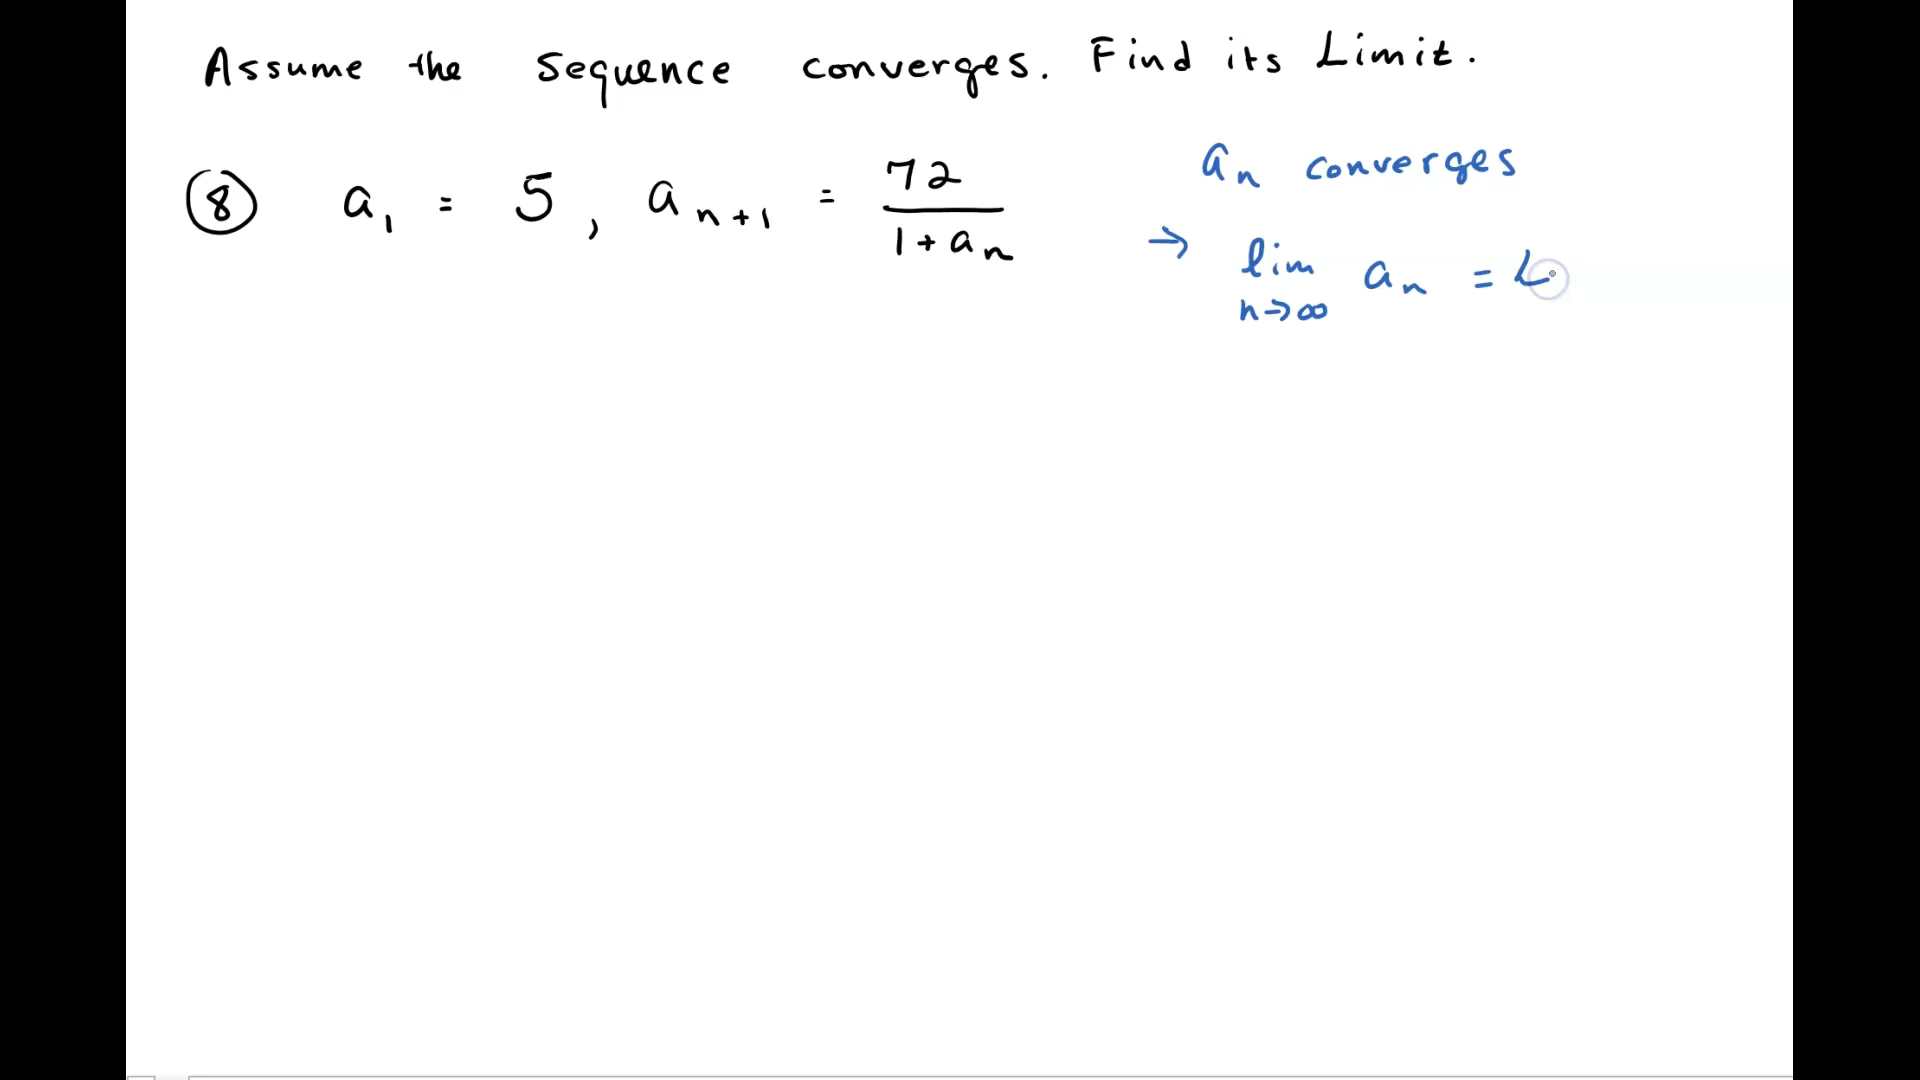 Assume the sequence converges. Find its Limit.
⑧ a₁ = 5, aₙ₊₁ = 72/(1+aₙ)
aₙ converges
→ lim n→∞ aₙ = L